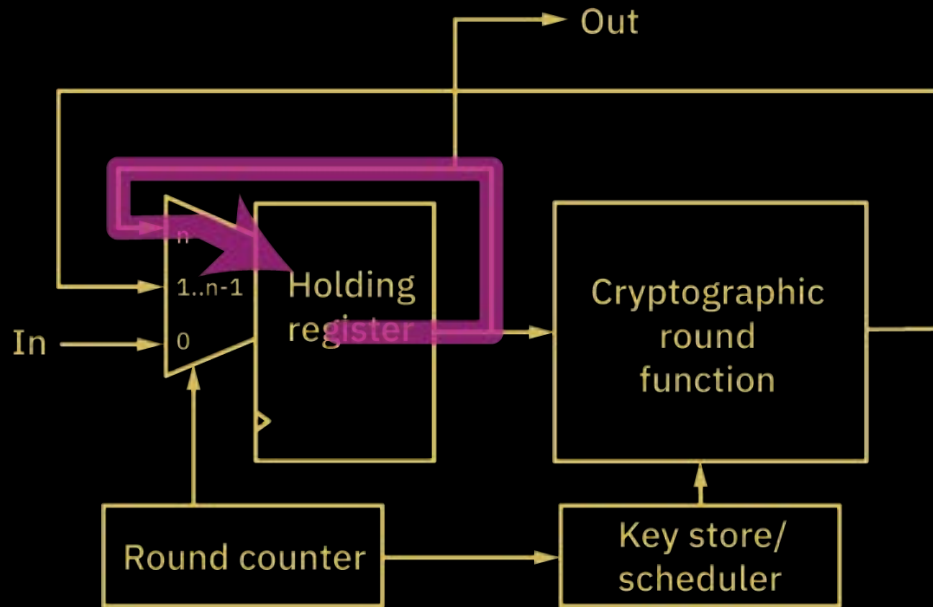 Out
n
1..n-1
0
In
Holding
register
Cryptographic
round
function
Round counter
Key store/
scheduler